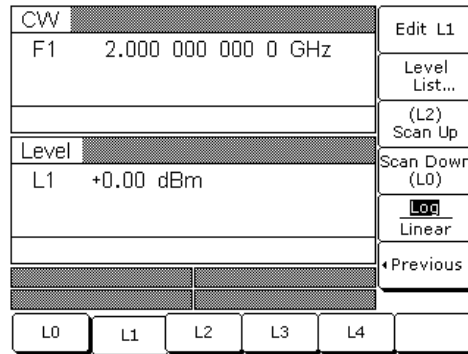 CW
F1 2.000 000 000 0 GHz
Level
L1 +0.00 dBm
Edit L1
Level
List...
(L2)
Scan Up
Scan Down
(L0)
Log
Linear
Previous
L0 L1 L2 L3 L4